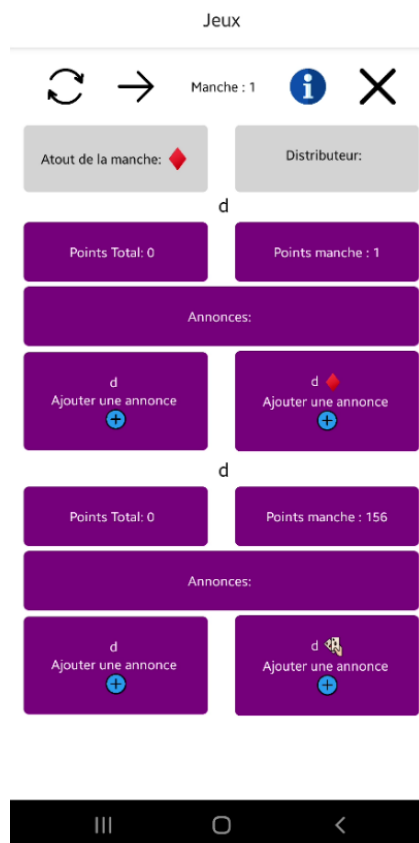 Jeux
Manche : 1
Atout de la manche:
Distributeur:
d
Points Total: 0
Points manche : 1
Annonces:
d
Ajouter une annonce
d
Ajouter une annonce
d
Points Total: 0
Points manche : 156
Annonces:
d
Ajouter une annonce
d
Ajouter une annonce